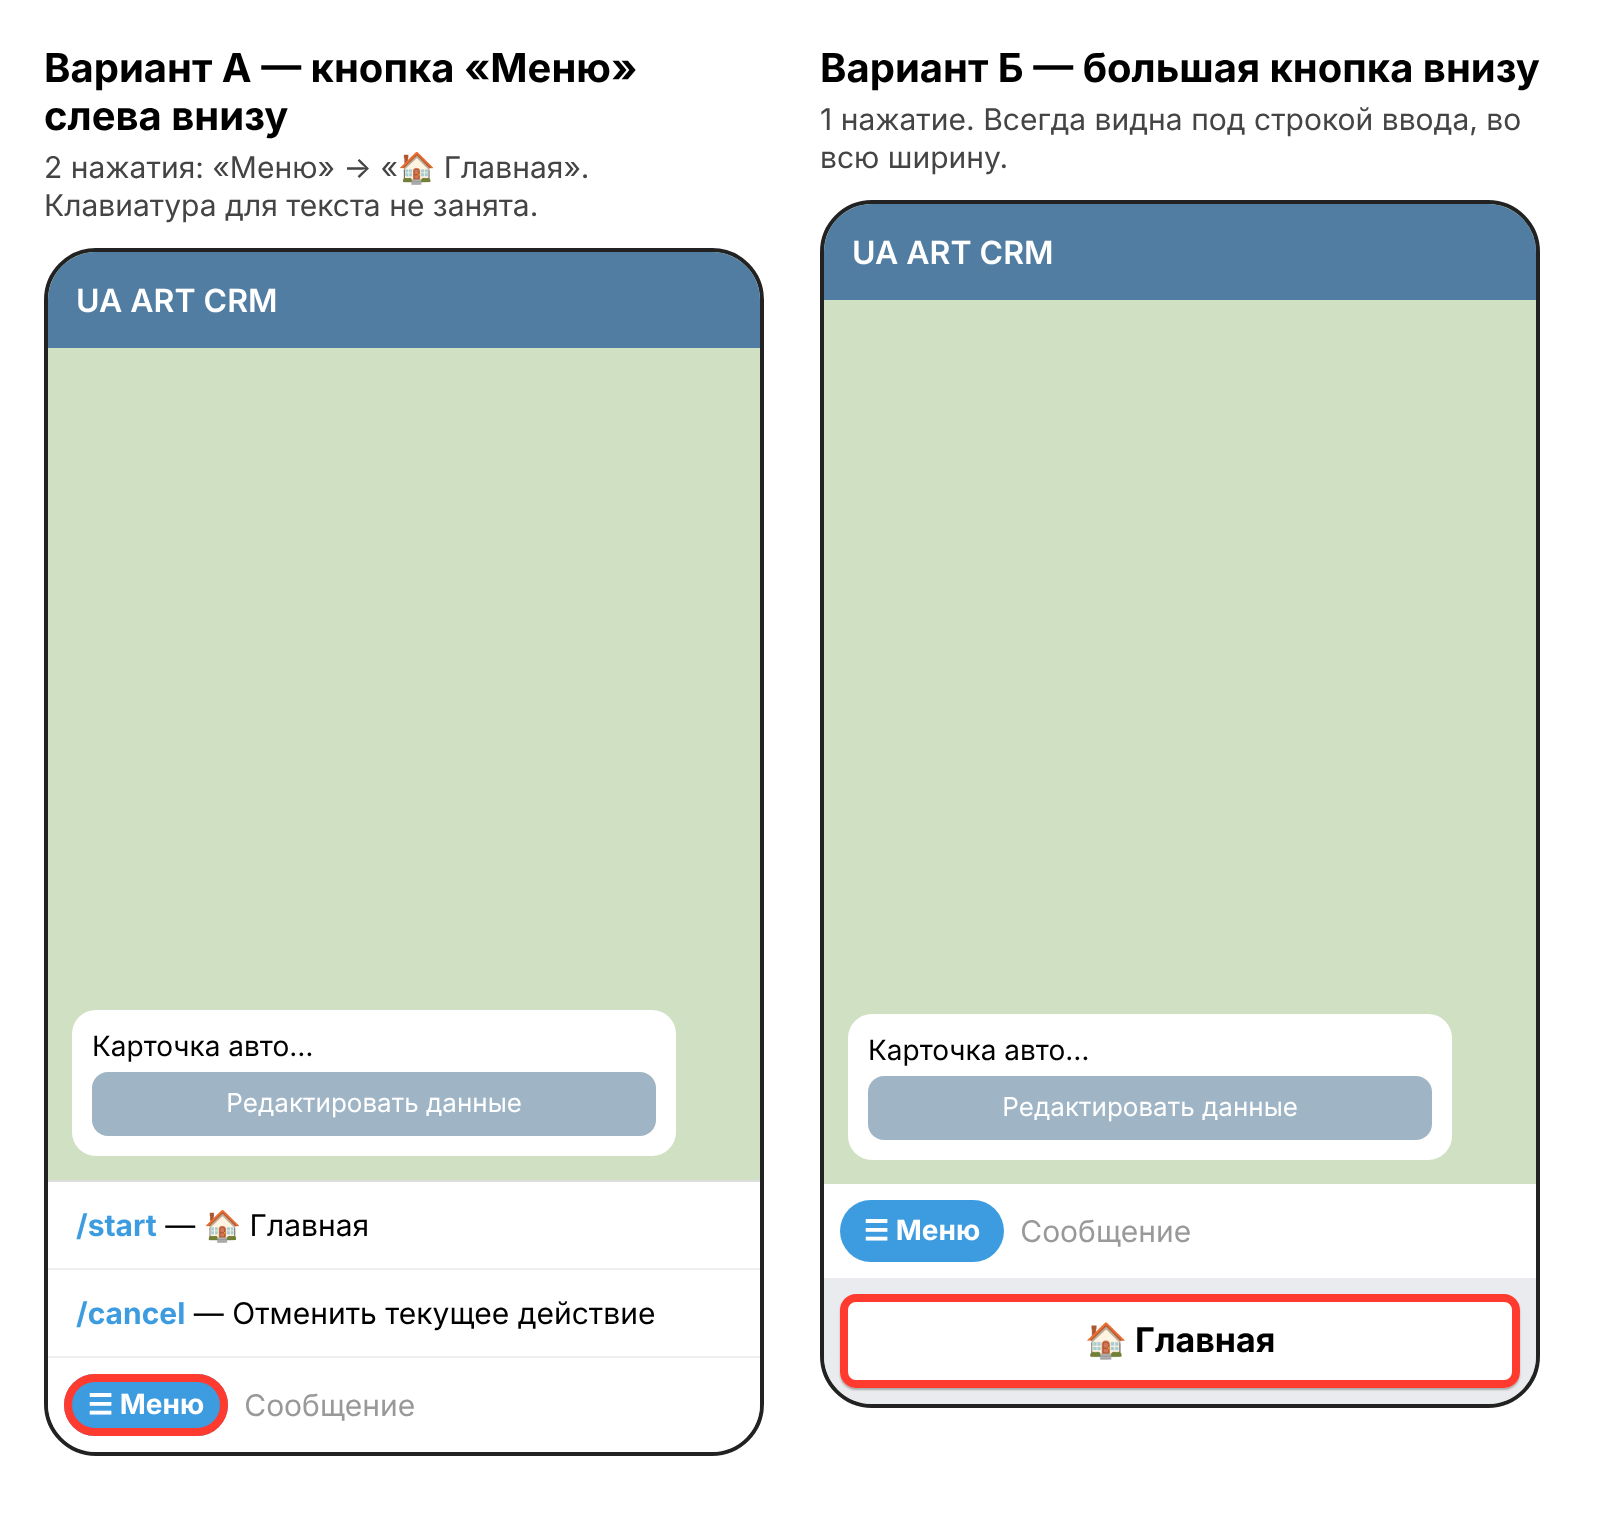 Вариант А — кнопка «Меню»
слева внизу
2 нажатия: «Меню» → «🏠 Главная».
Клавиатура для текста не занята.
UA ART CRM
Карточка авто...
Редактировать данные
/start — 🏠 Главная
/cancel — Отменить текущее действие
☰ Меню Сообщение
Вариант Б — большая кнопка внизу
1 нажатие. Всегда видна под строкой ввода, во
всю ширину.
UA ART CRM
Карточка авто...
Редактировать данные
☰ Меню Сообщение
🏠 Главная